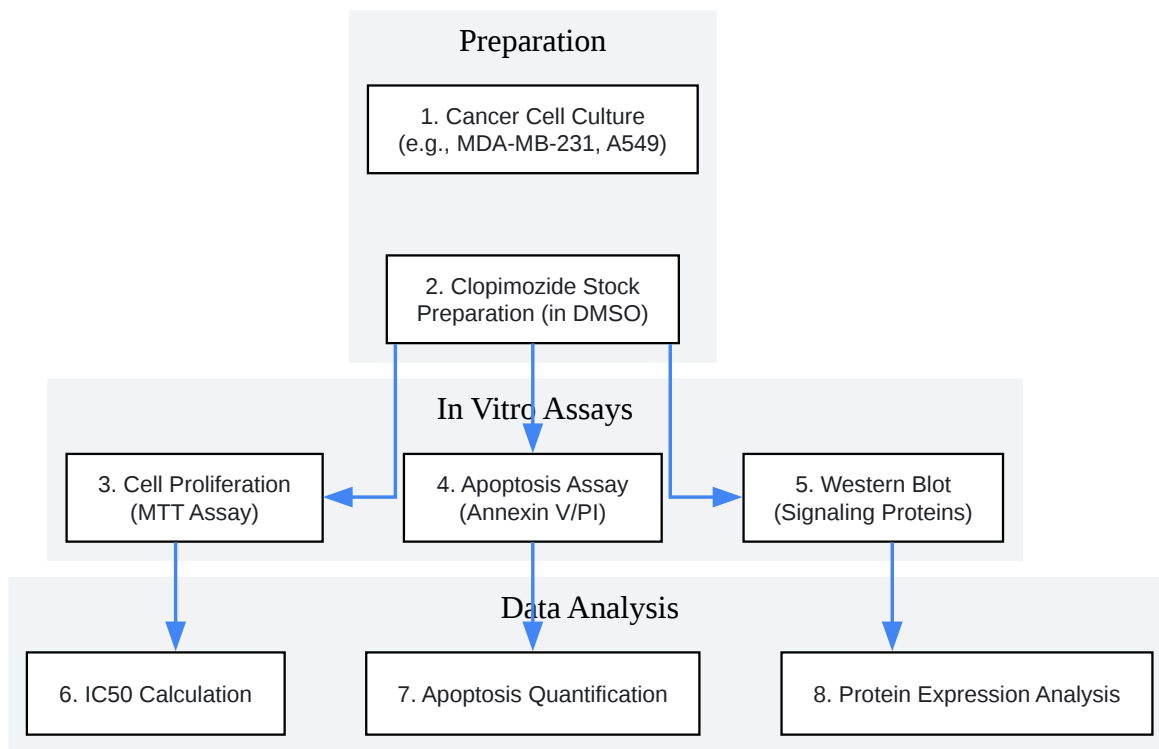 Preparation
1. Cancer Cell Culture
(e.g., MDA-MB-231, A549)
2. Clopimozide Stock
Preparation (in DMSO)
In Vitro Assays
3. Cell Proliferation
(MTT Assay)
4. Apoptosis Assay
(Annexin V/PI)
5. Western Blot
(Signaling Proteins)
Data Analysis
6. IC50 Calculation
7. Apoptosis Quantification
8. Protein Expression Analysis